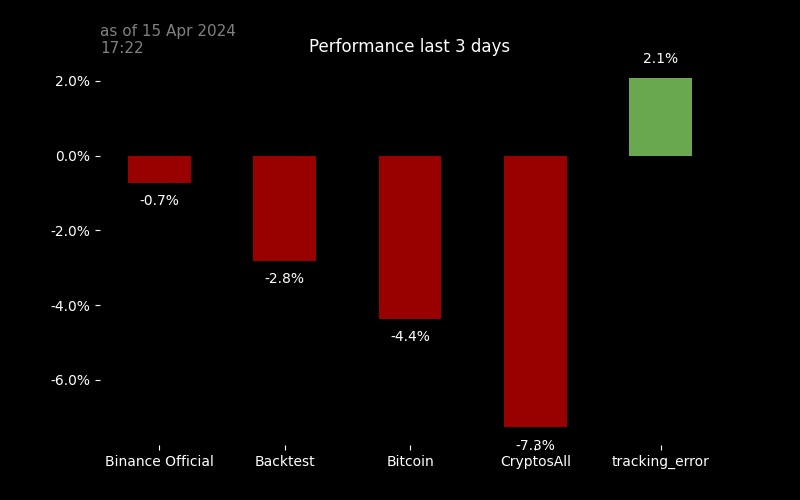 as of 15 Apr 2024
17:22
Performance last 3 days
2.1%
2.0%
0.0%
-0.7%
-2.0%
-2.8%
-4.0%
-4.4%
-6.0%
-7.3%
Binance Official
Backtest
Bitcoin
CryptosAll
tracking_error